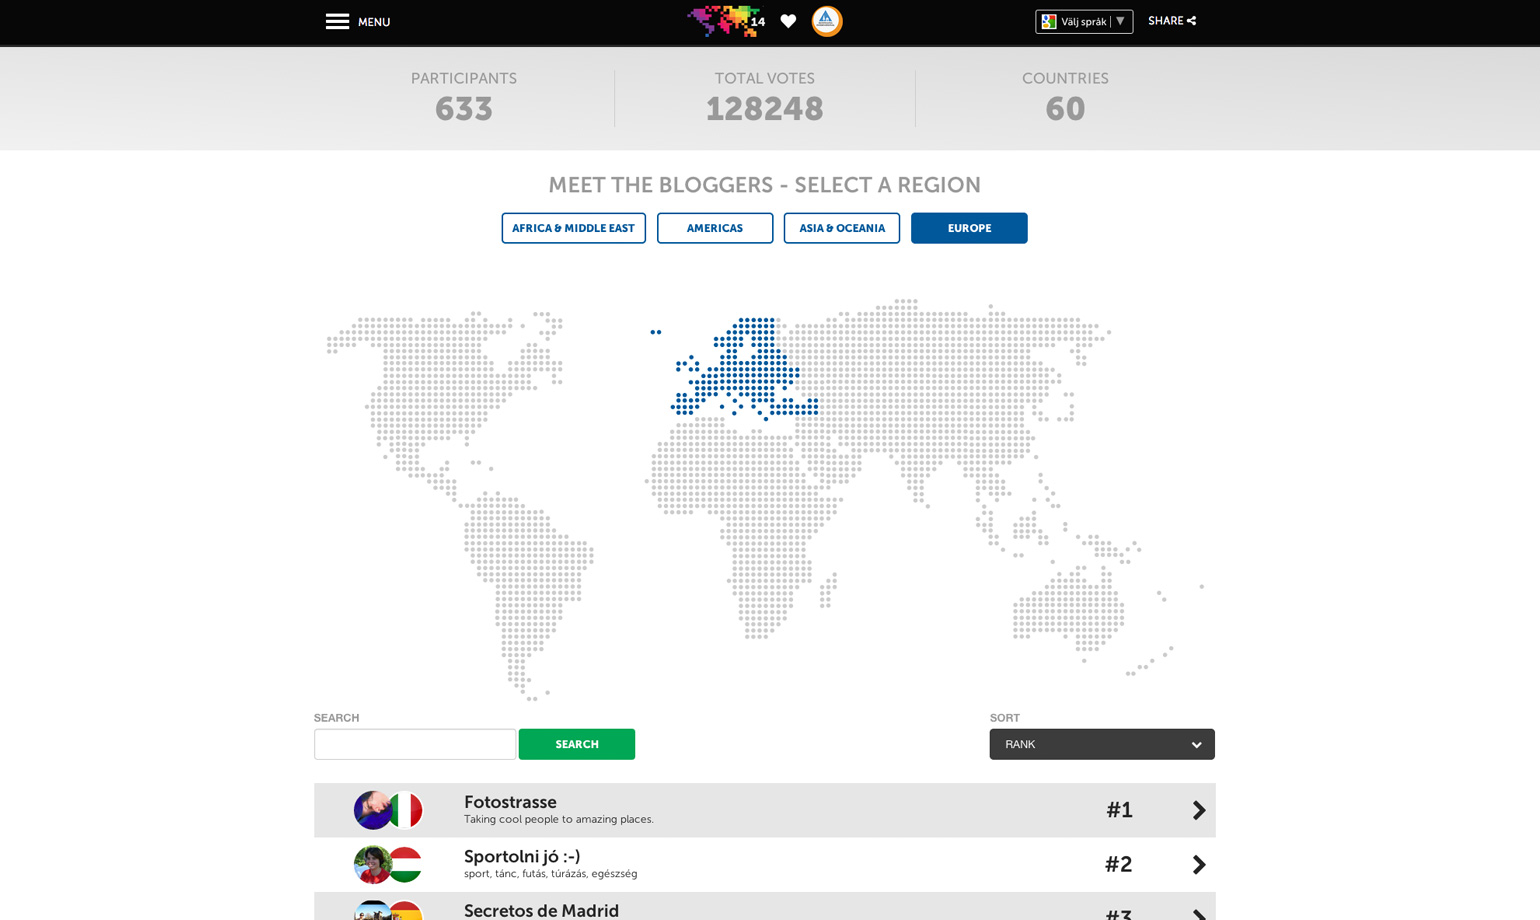 MENU
14
Välj språk
SHARE
PARTICIPANTS
633
TOTAL VOTES
128248
COUNTRIES
60
MEET THE BLOGGERS - SELECT A REGION
AFRICA & MIDDLE EAST
AMERICAS
ASIA & OCEANIA
EUROPE
SEARCH
SEARCH
SORT
RANK
Fotostrasse
Taking cool people to amazing places.
#1
Sportolni jó :-)
sport, tánc, futás, túrázás, egészség
#2
Secretos de Madrid
#3